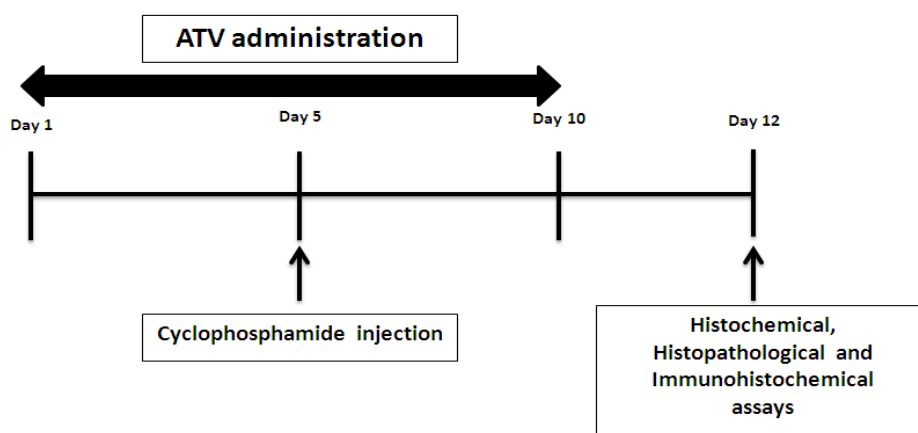 ATV administration
Day 1
Day 5
Day 10
Day 12
Cyclophosphamide injection
Histochemical,
Histopathological and
Immunohistochemical
assays